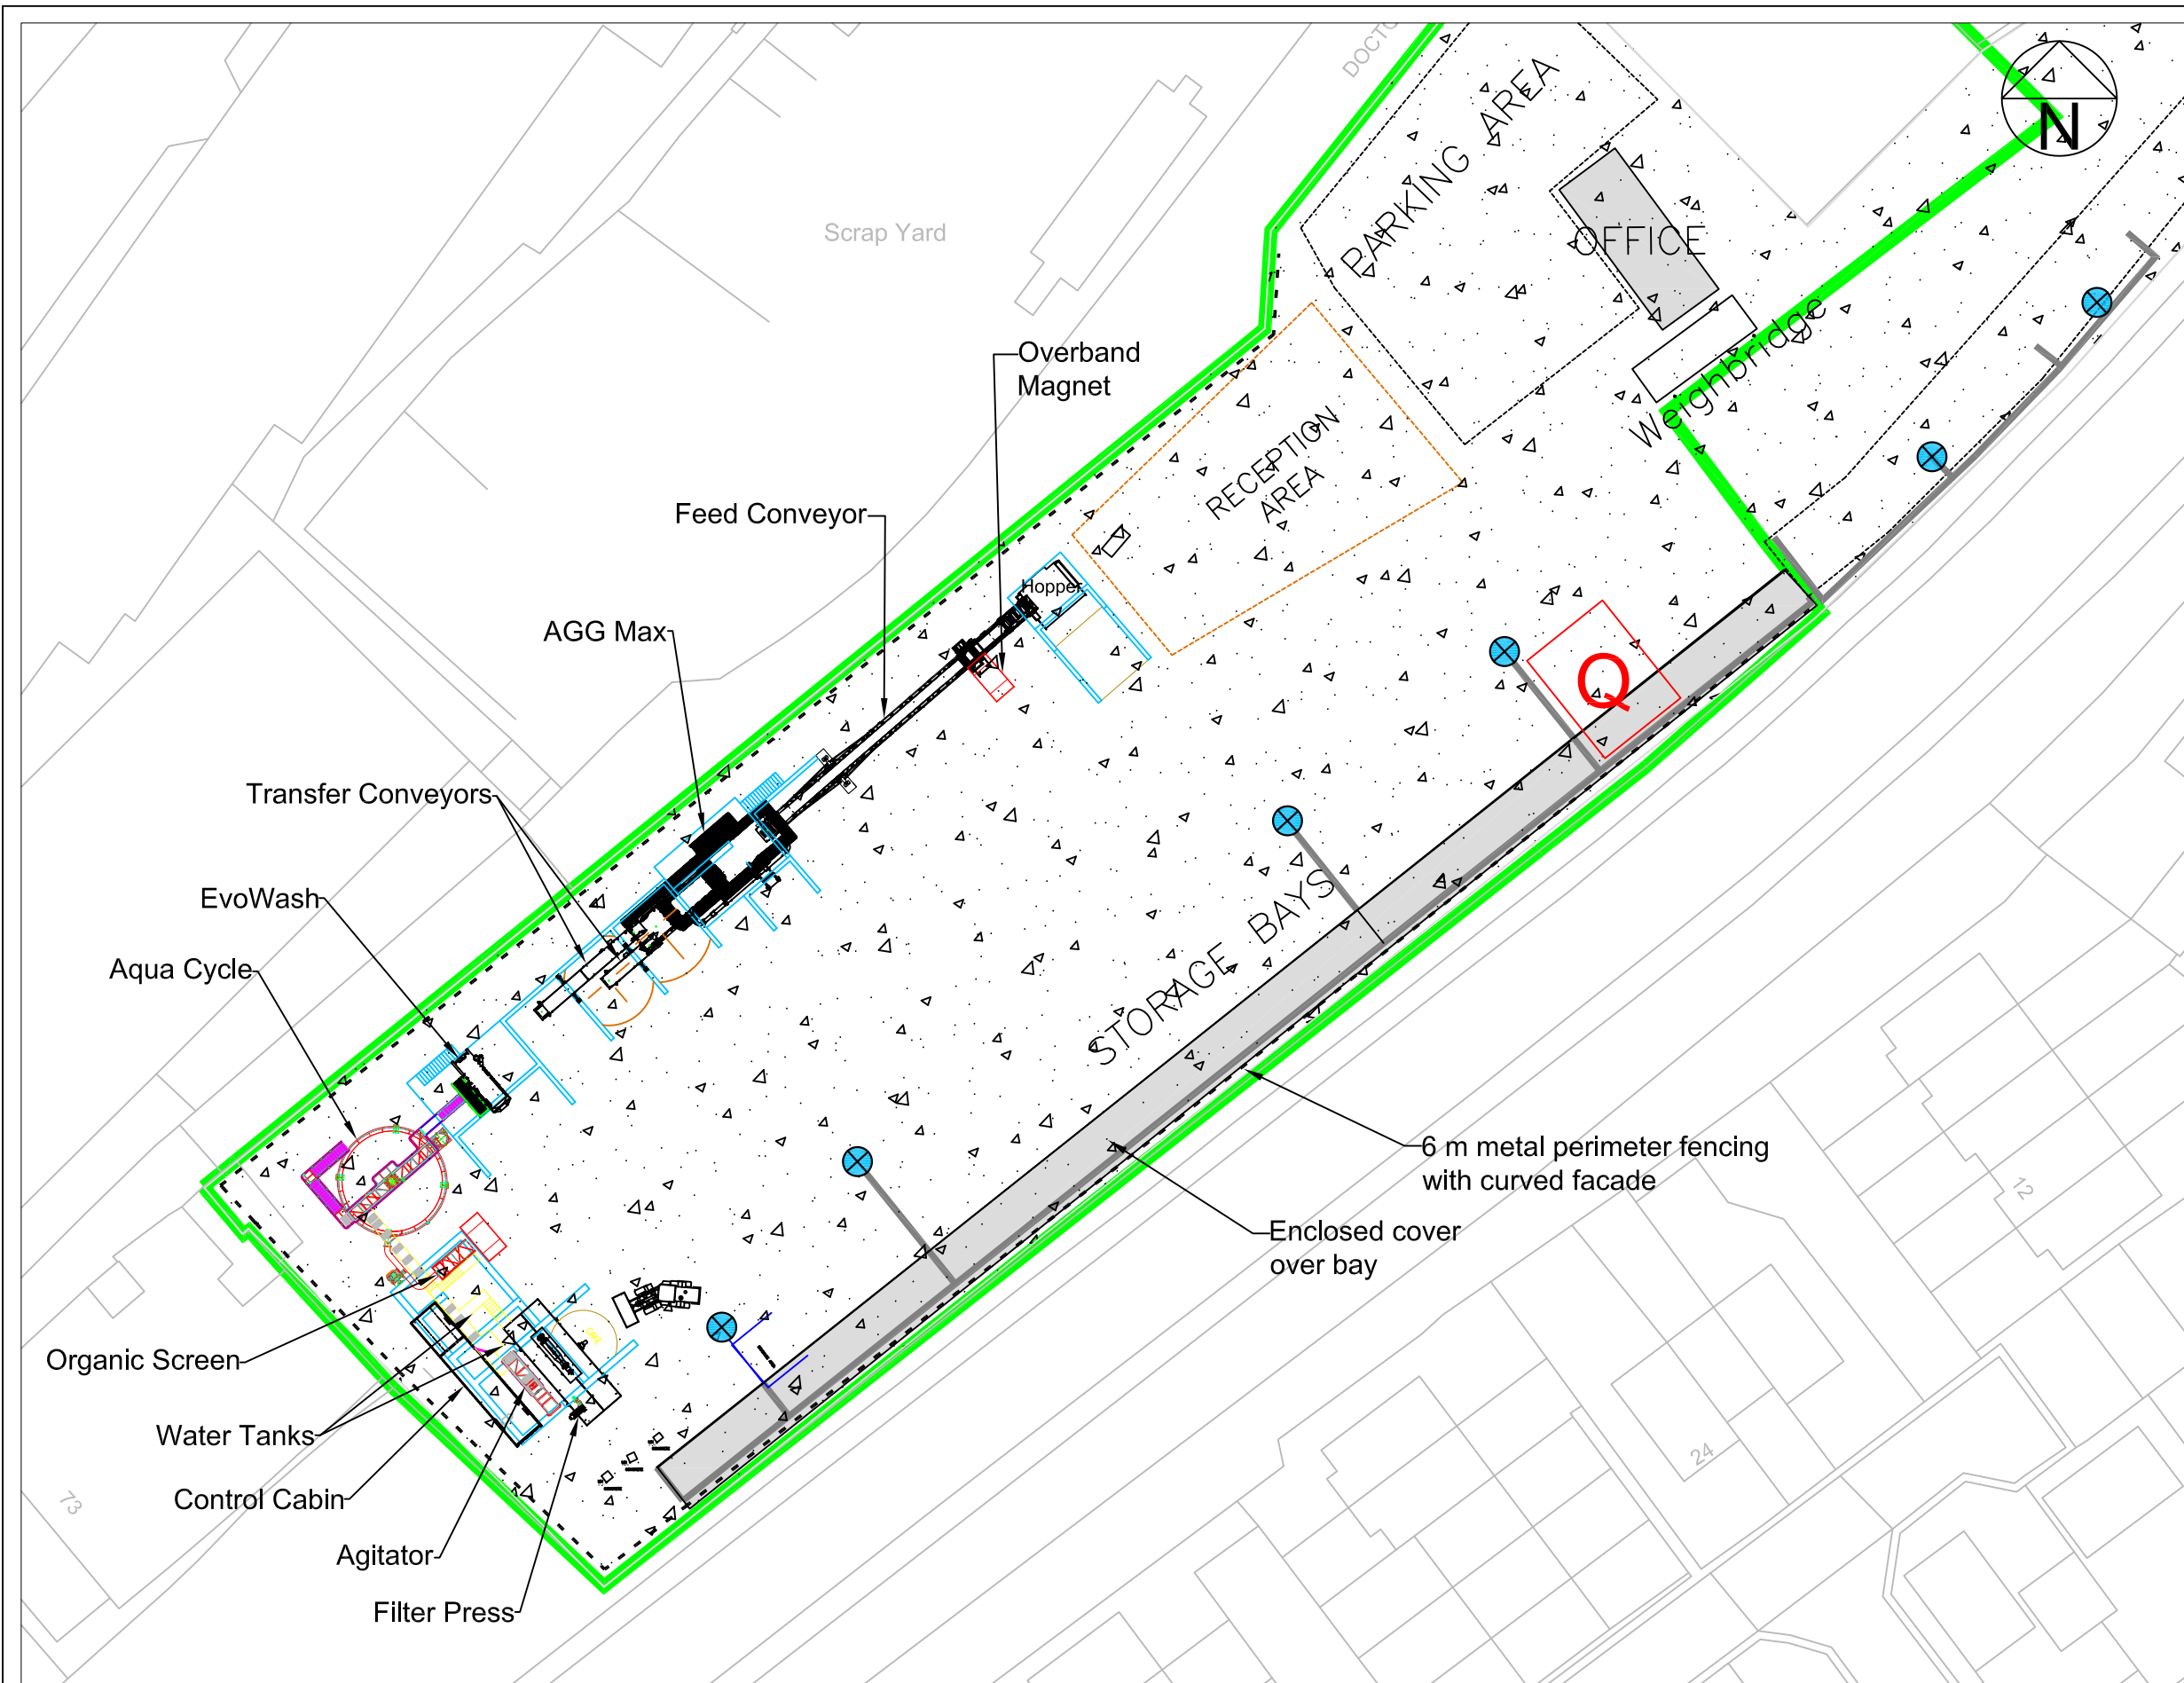 DOCTO
N
PARKING AREA
OFFICE
Scrap Yard
Weighbridge
Overband
Magnet
RECEPTION
AREA
Feed Conveyor
Hopper
AGG Max
Q
Transfer Conveyors
EvoWash
STORAGE BAYS
Aqua Cycle
6 m metal perimeter fencing
with curved facade
12
Enclosed cover
over bay
Organic Screen
Water Tanks
24
Control Cabin
73
Agitator
Filter Press